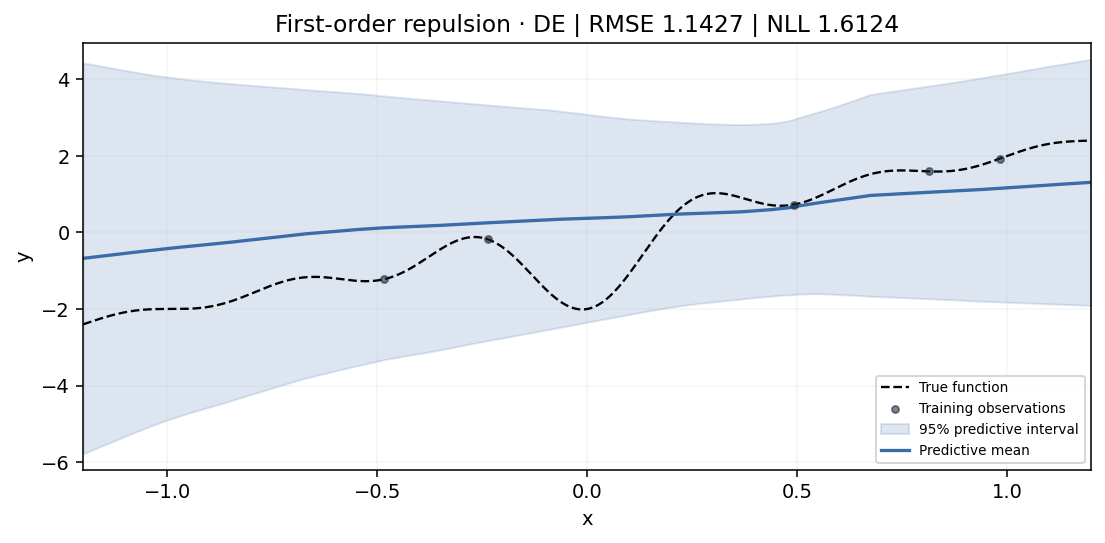 First-order repulsion · DE | RMSE 1.1427 | NLL 1.6124
y
4
2
0
−2
−4
−6
True function
Training observations
95% predictive interval
Predictive mean
−1.0 −0.5 0.0 0.5 1.0
x